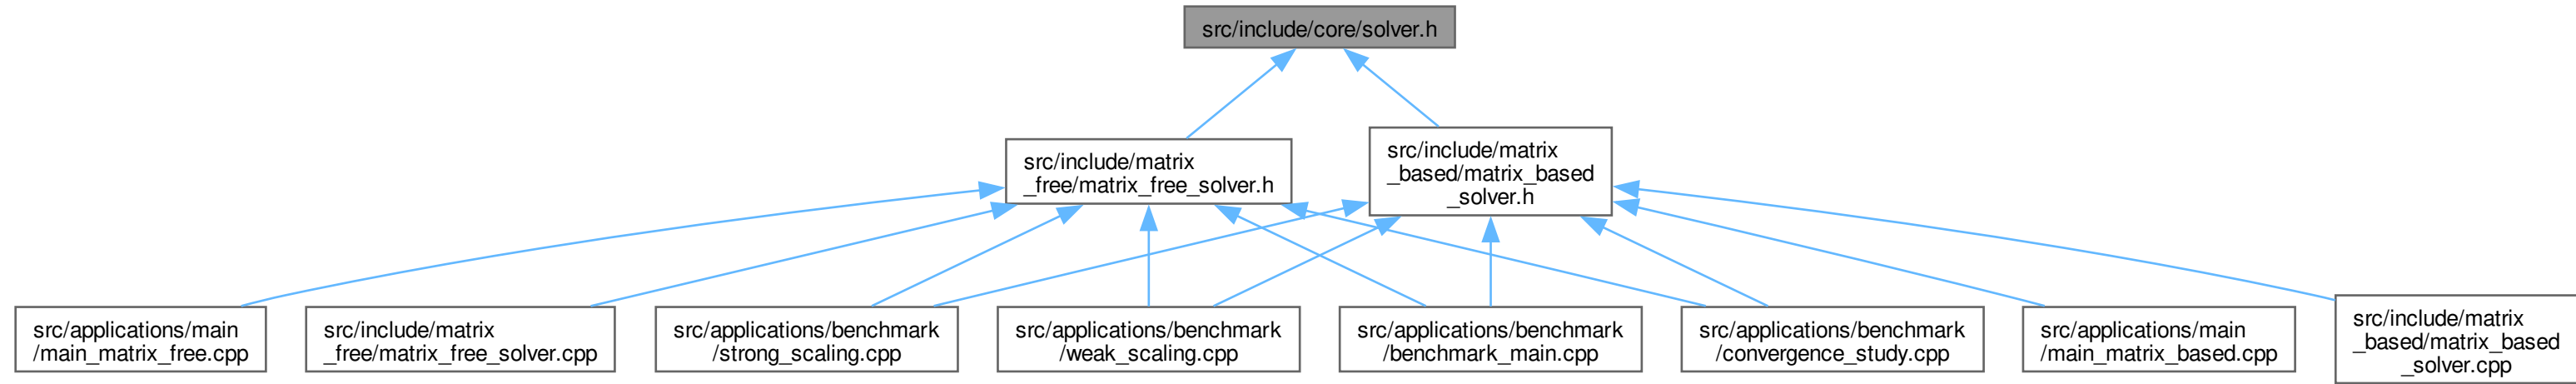 src/include/core/solver.h
src/include/matrix
_free/matrix_free_solver.h
src/include/matrix
_based/matrix_based
_solver.h
src/applications/main
/main_matrix_free.cpp
src/include/matrix
_free/matrix_free_solver.cpp
src/applications/benchmark
/strong_scaling.cpp
src/applications/benchmark
/weak_scaling.cpp
src/applications/benchmark
/benchmark_main.cpp
src/applications/benchmark
/convergence_study.cpp
src/applications/main
/main_matrix_based.cpp
src/include/matrix
_based/matrix_based
_solver.cpp